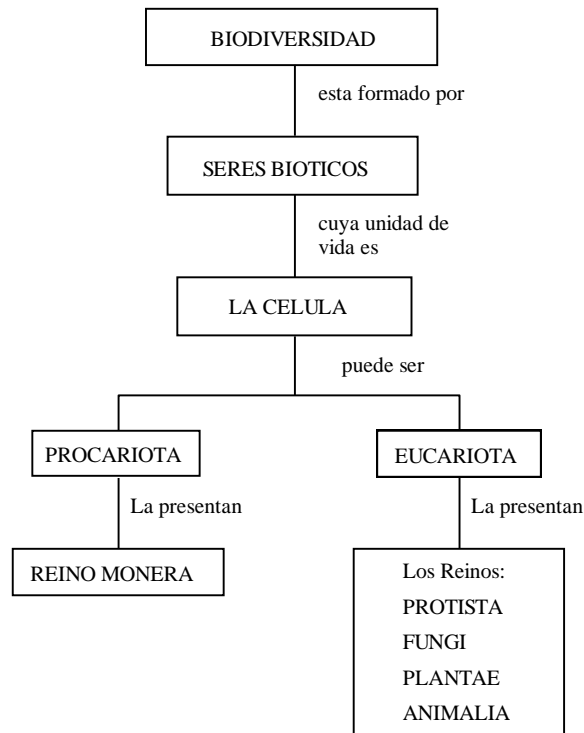 BIODIVERSIDAD
esta formado por
SERES BIOTICOS
cuya unidad de
vida es
LA CELULA
puede ser
PROCARIOTA
EUCARIOTA
La presentan
La presentan
REINO MONERA
Los Reinos:
PROTISTA
FUNGI
PLANTAE
ANIMALIA